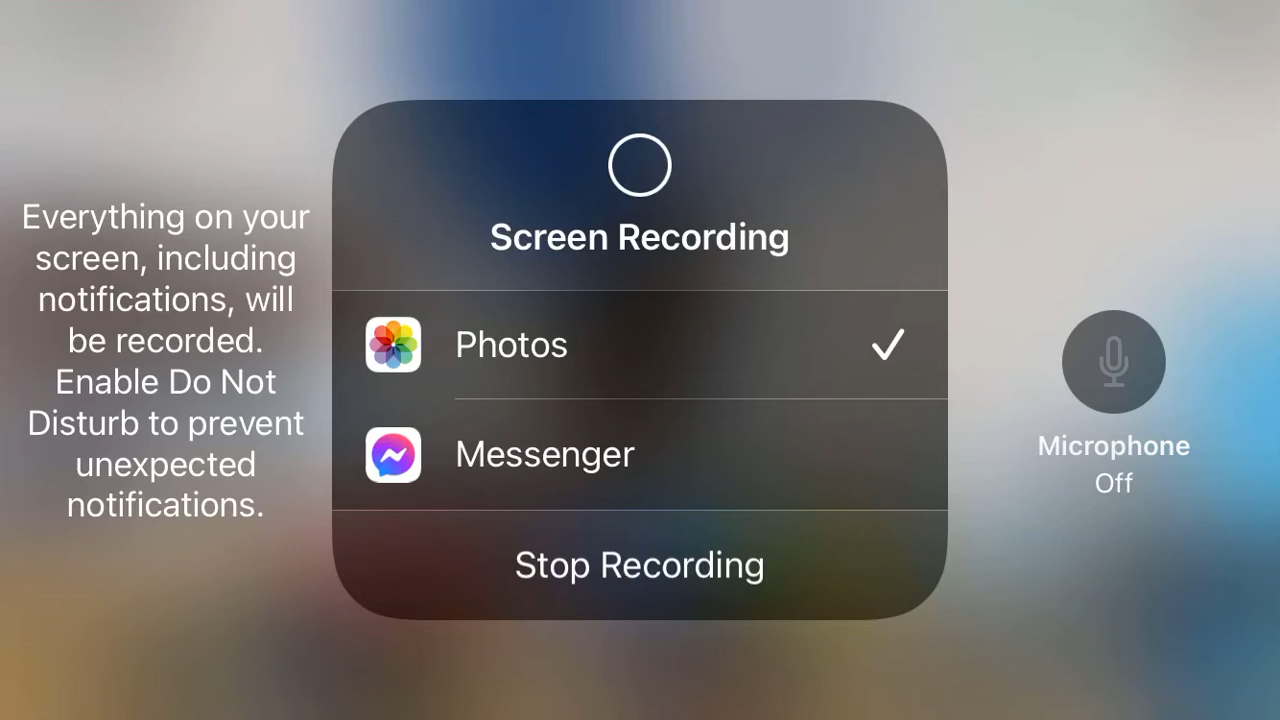 Everything on your
screen, including
notifications, will
be recorded.
Enable Do Not
Disturb to prevent
unexpected
notifications.
Screen Recording
Photos
Messenger
Stop Recording
Microphone
Off